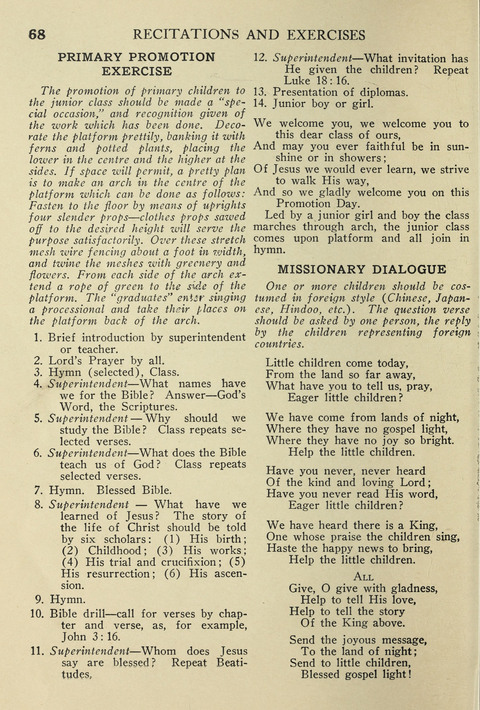 68 RECITATIONS AND EXERCISES
PRIMARY PROMOTION
EXERCISE
The promotion of primary children to
the junior class should be made a “spe-
cial occasion,” and recognition given of
the work which has been done. Deco-
rate the platform prettily, banking it with
ferns and potted plants, placing the
lower in the centre and the higher at the
sides. If space will permit, a pretty plan
is to make an arch in the centre of the
platform which can be done as follows:
Fasten to the floor by means of uprights
four slender props—clothes props sawed
off to the desired height will serve the
purpose satisfactorily. Over these stretch
mesh wire fencing about a foot in width,
and twine the meshes with greenery and
flowers. From each side of the arch ex-
tend a rope of green to the side of the
platform. The “graduates” enter singing
a processional and take their places on
the platform back of the arch.
1. Brief introduction by superintendent
or teacher.
2. Lord's Prayer by all.
3. Hymn (selected), Class.
4. Superintendent—What names have
we for the Bible? Answer—God's
Word, the Scriptures.
5. Superintendent—Why should we
study the Bible? Class repeats se-
lected verses.
6. Superintendent—What does the Bible
teach us of God? Class repeats
selected verses.
7. Hymn. Blessed Bible.
8. Superintendent — What have we
learned of Jesus? The story of
the life of Christ should be told
by six scholars: (1) His birth;
(2) Childhood; (3) His works;
(4) His trial and crucifixion; (5)
His resurrection; (6) His ascen-
sion.
9. Hymn.
10. Bible drill—call for verses by chap-
ter and verse, as, for example,
John 3:16.
11. Superintendent—Whom does Jesus
say are blessed? Repeat Beati-
tudes.
12. Superintendent—What invitation has
He given the children? Repeat
Luke 18:16.
13. Presentation of diplomas.
14. Junior boy or girl.
We welcome you, we welcome you to
this dear class of ours,
And may you ever faithful be in sun-
shine or in showers;
Of Jesus we would ever learn, we strive
to walk His way,
And so we gladly welcome you on this
Promotion Day.
Led by a junior girl and boy the class
marches through arch, the junior class
comes upon platform and all join in
hymn.
MISSIONARY DIALOGUE
One or more children should be cos-
tumed in foreign style (Chinese, Japan-
ese, Hindoo, etc.). The question verse
should be asked by one person, the reply
by the children representing foreign
countries.
Little children come today,
From the land so far away,
What have you to tell us, pray,
Eager little children?
We have come from lands of night,
Where they have no gospel light,
Where they have no joy so bright.
Help the little children.
Have you never, never heard
Of the kind and loving Lord;
Have you never read His word,
Eager little children?
We have heard there is a King,
One whose praise the children sing,
Haste the happy news to bring,
Help the little children.
ALL
Give, O give with gladness,
Help to tell His love,
Help to tell the story
Of the King above.
Send the joyous message,
To the land of night;
Send to little children,
Blessed gospel light!